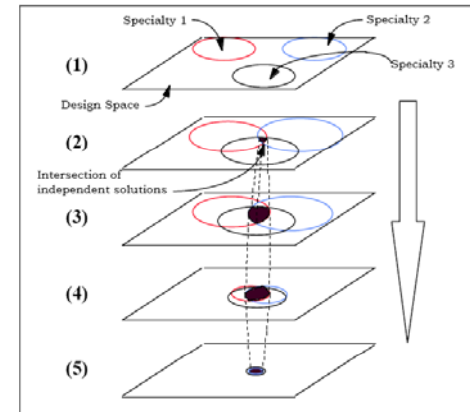 Specialty 1
Specialty 2
(1)
Specialty 3
Design Space
(2)
Intersection of
independent solutions
(3)
(4)
(5)